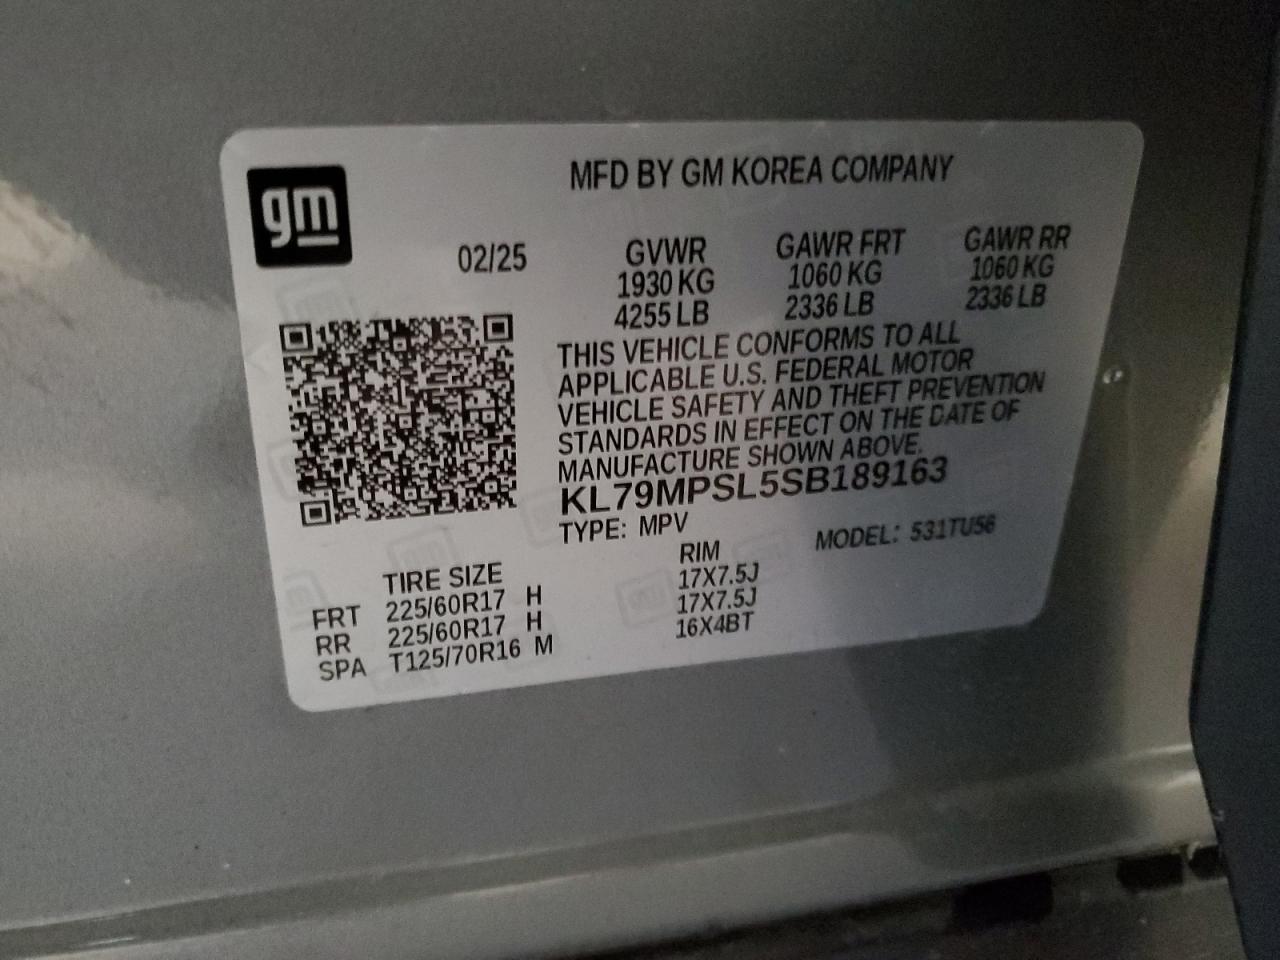 gm
MFD BY GM KOREA COMPANY
02/25
GVWR GAWR FRT GAWR RR
1930 KG 1060 KG 1060 KG
4255 LB 2336 LB 2336 LB
THIS VEHICLE CONFORMS TO ALL
APPLICABLE U.S. FEDERAL MOTOR
VEHICLE SAFETY AND THEFT PREVENTION
STANDARDS IN EFFECT ON THE DATE OF
MANUFACTURE SHOWN ABOVE.
KL79MPSL5SB189163
TYPE: MPV MODEL: 531TU56
TIRE SIZE RIM
FRT 225/60R17 H 17X7.5J
RR 225/60R17 H 17X7.5J
SPA T125/70R16 M 16X4BT